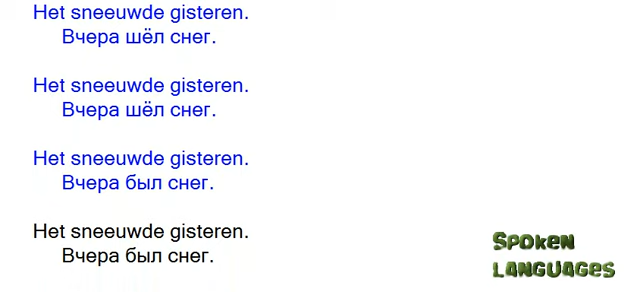 Het sneeuwde gisteren.
Вчера шёл снег.
Het sneeuwde gisteren.
Вчера шёл снег.
Het sneeuwde gisteren.
Вчера был снег.
Het sneeuwde gisteren.
Вчера был снег.
SPOKEN
LANGUAGES